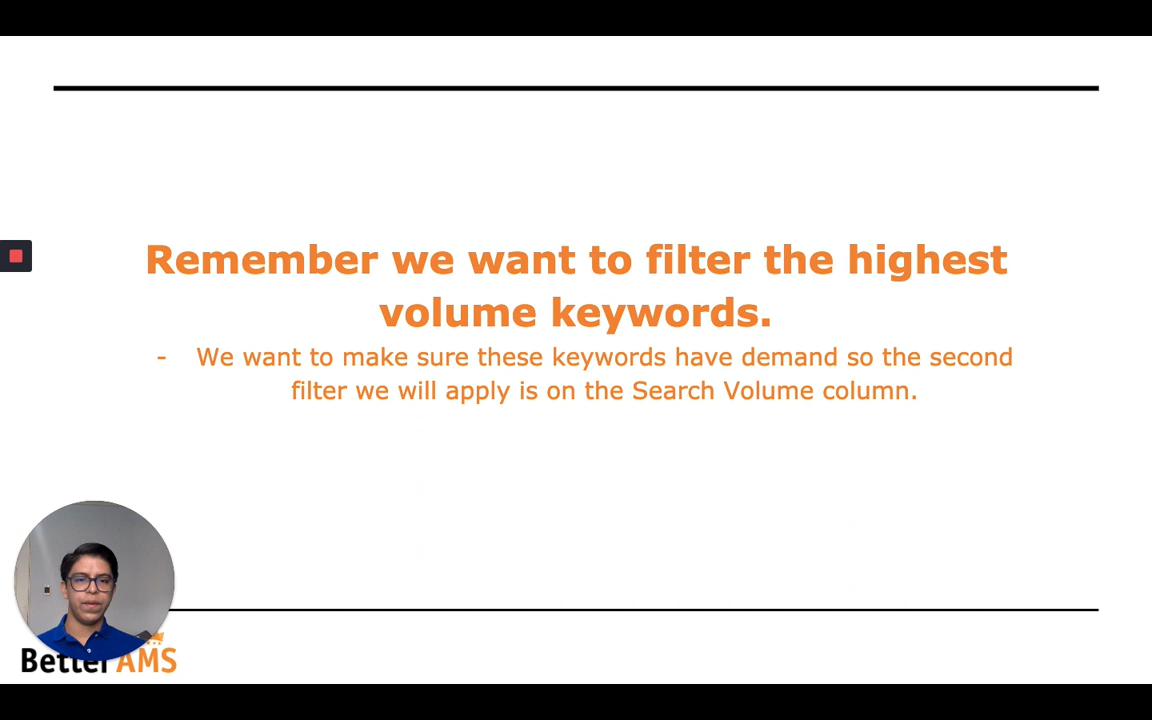 Remember we want to filter the highest
volume keywords.
- We want to make sure these keywords have demand so the second
filter we will apply is on the Search Volume column.
Better AMS